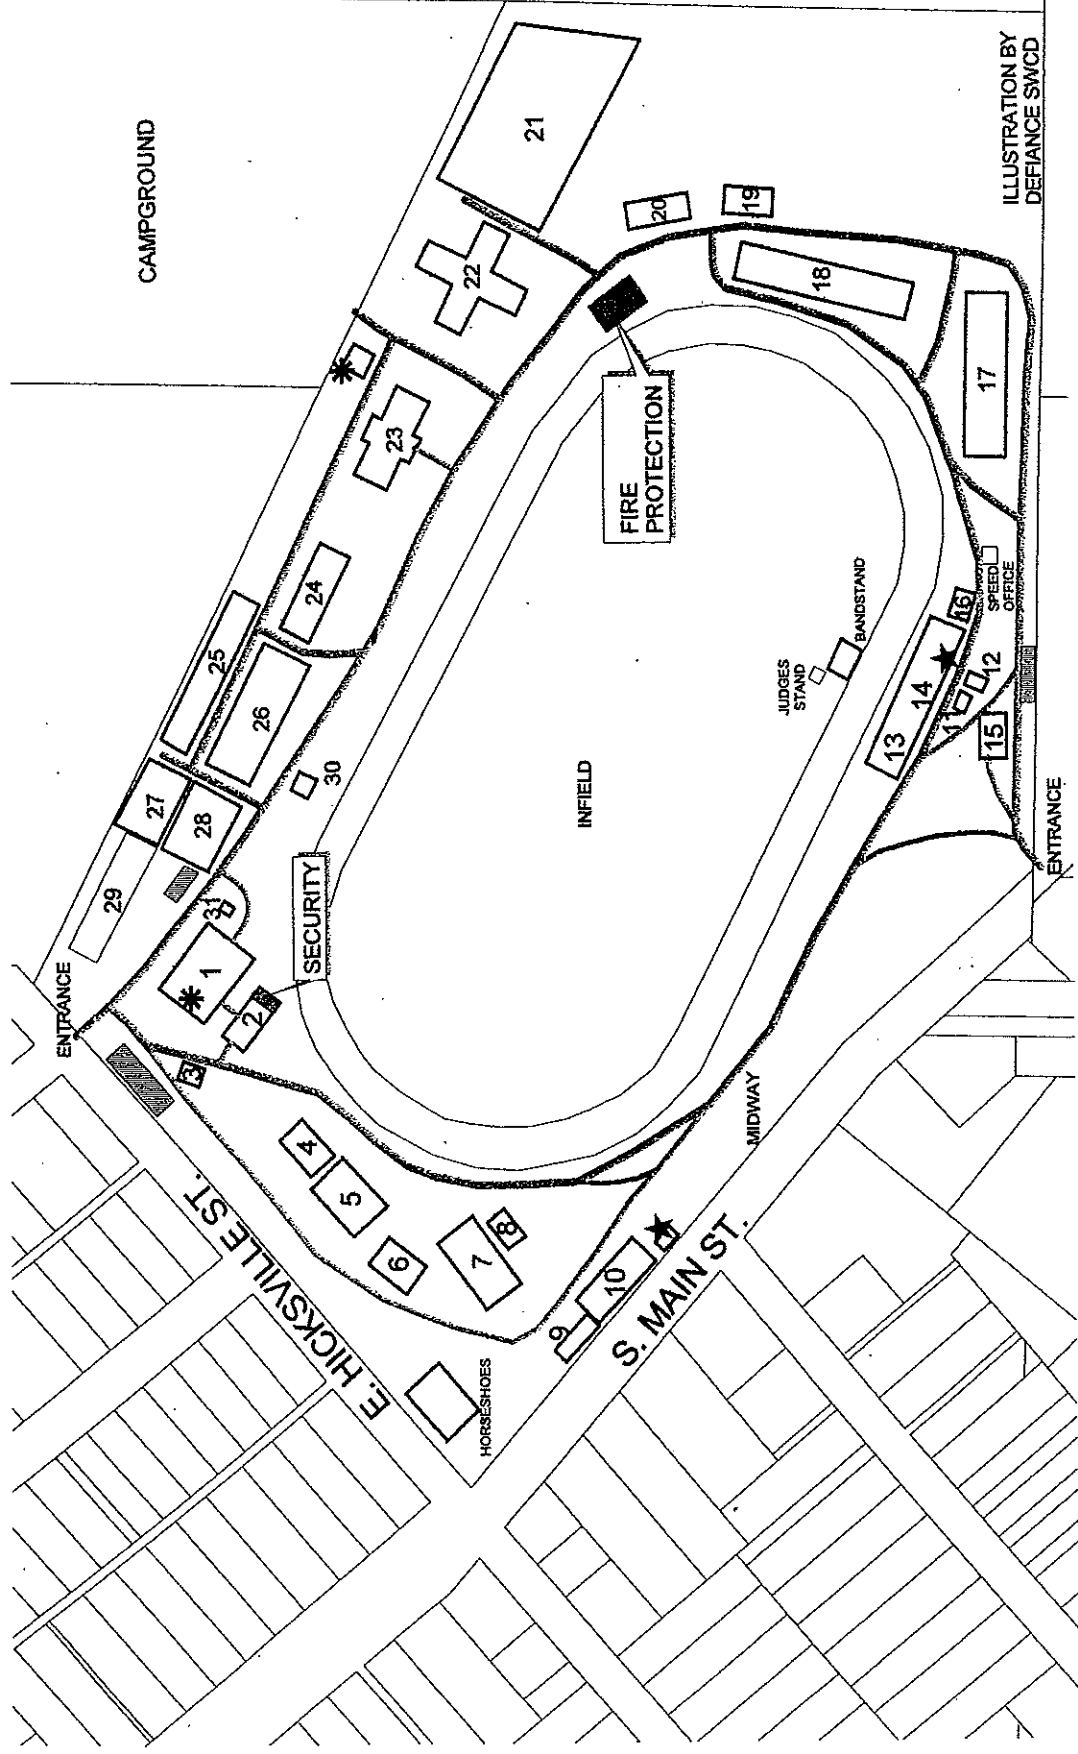 CAMPGROUND
21
22
23
24
25
26
27
28
29
30
31
ENTRANCE
1
2
3
SECURITY
4
5
6
7
8
9
10
E. HICKSVILLE ST.
HORSESHOES
S. MAIN ST.
MIDWAY
INFIELD
FIRE
PROTECTION
JUDGES
STAND
BANDSTAND
13
14
11
12
15
16
SPEED
OFFICE
17
18
19
20
ENTRANCE
ILLUSTRATION BY
DEFIANCE SWCD